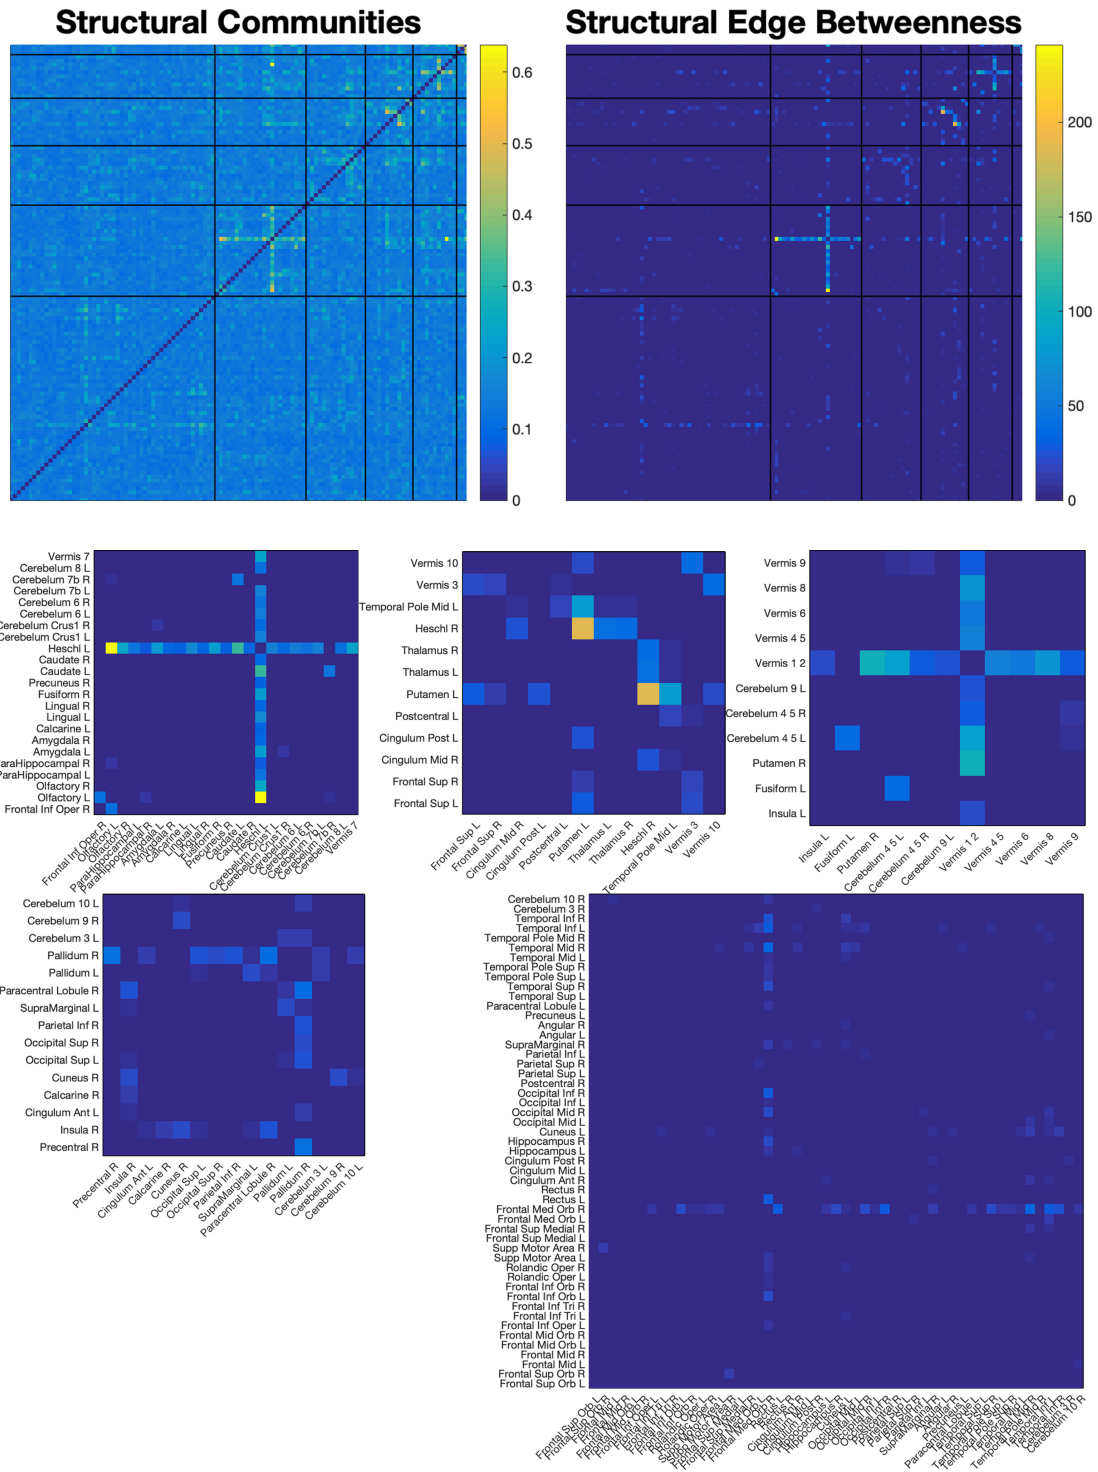 Structural Communities
Structural Edge Betweenness
0.6
0.5
0.4
0.3
0.2
0.1
0
200
150
100
50
0
Vermis 7
Cerebelum 8 L
Cerebelum 7b R
Cerebelum 7b L
Cerebelum 6 R
Cerebelum 6 L
Cerebelum Crus1 R
Cerebelum Crus1 L
Heschl L
Caudate R
Caudate L
Precuneus R
Fusiform R
Lingual R
Lingual L
Calcarine L
Amygdala R
Amygdala L
ParaHippocampal R
ParaHippocampal L
Olfactory R
Olfactory L
Frontal Inf Oper R
Frontal Inf Oper R
Olfactory L
Olfactory R
Vermis 7
Vermis 10
Vermis 3
Temporal Pole Mid L
Heschl R
Thalamus R
Thalamus L
Putamen L
Postcentral L
Cingulum Post L
Cingulum Mid R
Frontal Sup R
Frontal Sup L
Frontal Sup L
Frontal Sup R
Cingulum Mid R
Cingulum Post L
Postcentral L
Putamen L
Thalamus L
Thalamus R
Heschl R
Temporal Pole Mid L
Vermis 3
Vermis 10
Vermis 9
Vermis 8
Vermis 6
Vermis 4 5
Vermis 1 2
Cerebelum 9 L
Cerebelum 4 5 R
Cerebelum 4 5 L
Putamen R
Fusiform L
Insula L
Insula L
Fusiform L
Putamen R
Cerebelum 4 5 L
Cerebelum 4 5 R
Cerebelum 9 L
Vermis 1 2
Vermis 4 5
Vermis 6
Vermis 8
Vermis 9
Cerebelum 10 L
Cerebelum 9 R
Cerebelum 3 L
Pallidum R
Pallidum L
Paracentral Lobule R
SupraMarginal L
Parietal Inf R
Occipital Sup R
Occipital Sup L
Cuneus R
Calcarine R
Cingulum Ant L
Insula R
Precentral R
Precentral R
Insula R
Cingulum Ant L
Calcarine R
Cuneus R
Occipital Sup L
Occipital Sup R
Parietal Inf R
SupraMarginal L
Paracentral Lobule R
Pallidum L
Pallidum R
Cerebelum 3 L
Cerebelum 9 R
Cerebelum 10 L
Cerebelum 10 R
Cerebelum 3 R
Temporal Inf R
Temporal Inf L
Temporal Pole Mid R
Temporal Mid R
Temporal Mid L
Temporal Pole Sup R
Temporal Pole Sup L
Temporal Sup R
Temporal Sup L
Paracentral Lobule L
Precuneus L
Angular R
Angular L
SupraMarginal R
Parietal Inf L
Parietal Sup R
Parietal Sup L
Postcentral R
Occipital Inf R
Occipital Inf L
Occipital Mid R
Occipital Mid L
Cuneus L
Hippocampus R
Hippocampus L
Cingulum Post R
Cingulum Mid L
Cingulum Ant R
Rectus R
Rectus L
Frontal Med Orb R
Frontal Med Orb L
Frontal Sup Medial R
Frontal Sup Medial L
Supp Motor Area R
Supp Motor Area L
Rolandic Oper R
Rolandic Oper L
Frontal Inf Orb R
Frontal Inf Orb L
Frontal Inf Tri R
Frontal Inf Tri L
Frontal Inf Oper L
Frontal Mid Orb R
Frontal Mid Orb L
Frontal Mid R
Frontal Mid L
Frontal Sup Orb R
Frontal Sup Orb L
Frontal Sup Orb L
Cerebelum 10 R